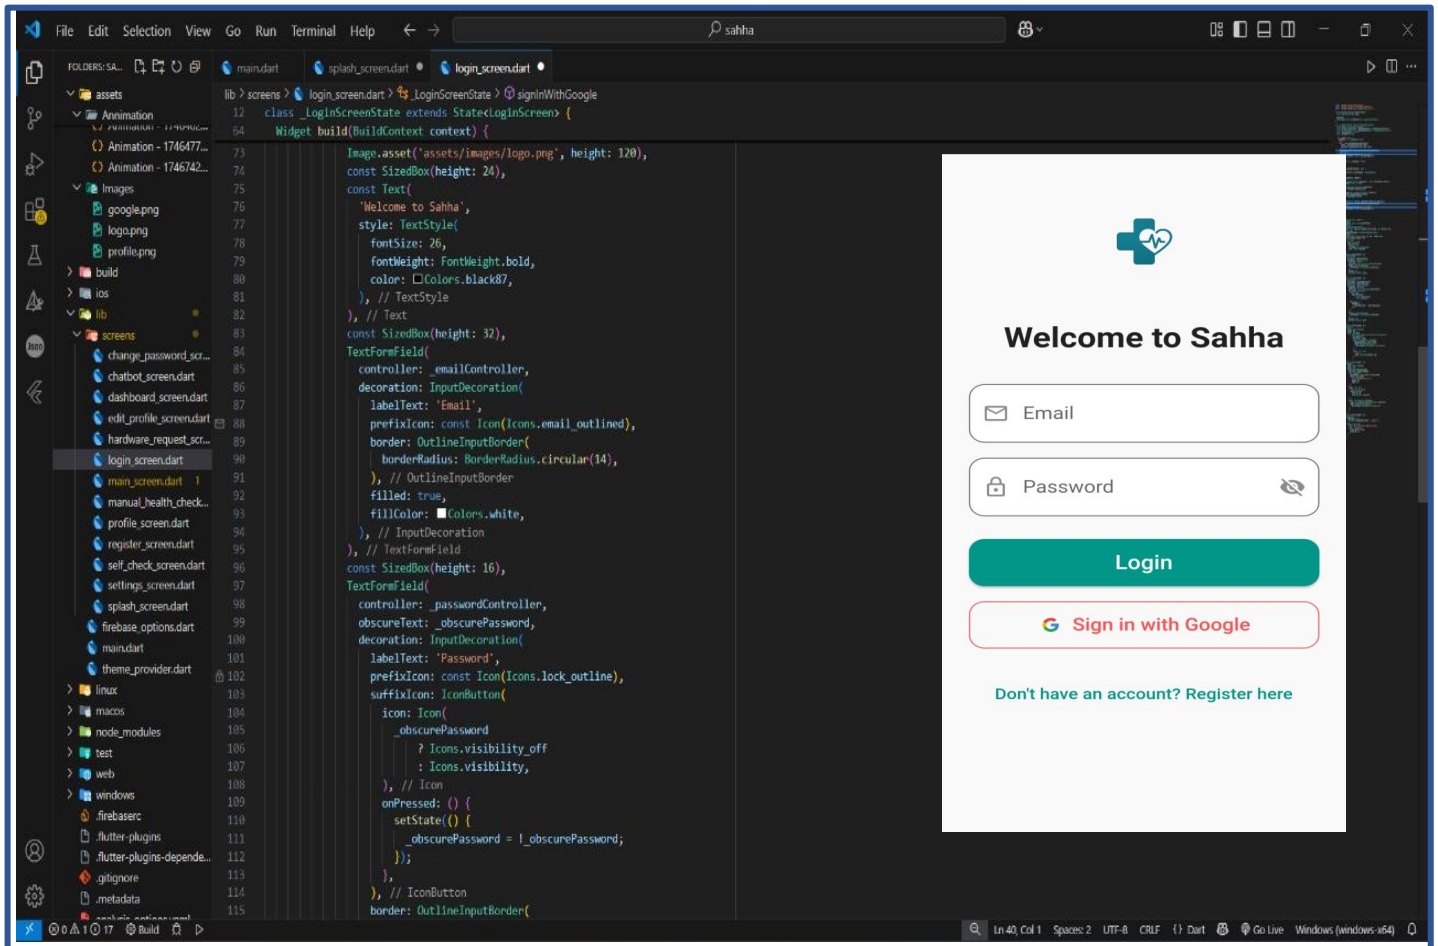 File Edit Selection View Go Run Terminal Help
sahha
FOLDERS: SA...
assets
Annimation
Animation - 1746477...
Animation - 1746742...
Images
google.png
logo.png
profile.png
build
ios
lib
screens
change_password_scr...
chatbot_screen.dart
dashboard_screen.dart
edit_profile_screen.dart
hardware_request_scr...
login_screen.dart
main_screen.dart 1
manual_health_check...
profile_screen.dart
register_screen.dart
self_check_screen.dart
settings_screen.dart
splash_screen.dart
firebase_options.dart
main.dart
theme_provider.dart
linux
macos
node_modules
test
web
windows
.firebaserc
.flutter-plugins
.flutter-plugins-depende...
.gitignore
.metadata
Json
main.dart splash_screen.dart login_screen.dart
lib > screens > login_screen.dart > _LoginScreenState > signInWithGoogle
12 class _LoginScreenState extends State<LoginScreen> {
64 Widget build(BuildContext context) {
73 Image.asset('assets/images/logo.png', height: 120),
74 const SizedBox(height: 24),
75 const Text(
76 'Welcome to Sahha',
77 style: TextStyle(
78 fontSize: 26,
79 fontWeight: FontWeight.bold,
80 color: Colors.black87,
81 ), // TextStyle
82 ), // Text
83 const SizedBox(height: 32),
84 TextFormField(
85 controller: _emailController,
86 decoration: InputDecoration(
87 labelText: 'Email',
88 prefixIcon: const Icon(Icons.email_outlined),
89 border: OutlineInputBorder(
90 borderRadius: BorderRadius.circular(14),
91 ), // OutlineInputBorder
92 filled: true,
93 fillColor: Colors.white,
94 ), // InputDecoration
95 ), // TextFormField
96 const SizedBox(height: 16),
97 TextFormField(
98 controller: _passwordController,
99 obscureText: _obscurePassword,
100 decoration: InputDecoration(
101 labelText: 'Password',
102 prefixIcon: const Icon(Icons.lock_outline),
103 suffixIcon: IconButton(
104 icon: Icon(
105 _obscurePassword
106 ? Icons.visibility_off
107 : Icons.visibility,
108 ), // Icon
109 onPressed: () {
110 setState(() {
111 _obscurePassword = !_obscurePassword;
112 });
113 },
114 ), // IconButton
115 border: OutlineInputBorder(
Welcome to Sahha
Email
Password
Login
Sign in with Google
Don't have an account? Register here
0 1 17 Build
Ln 40, Col 1 Spaces: 2 UTF-8 CRLF {} Dart Go Live Windows (windows-x64)